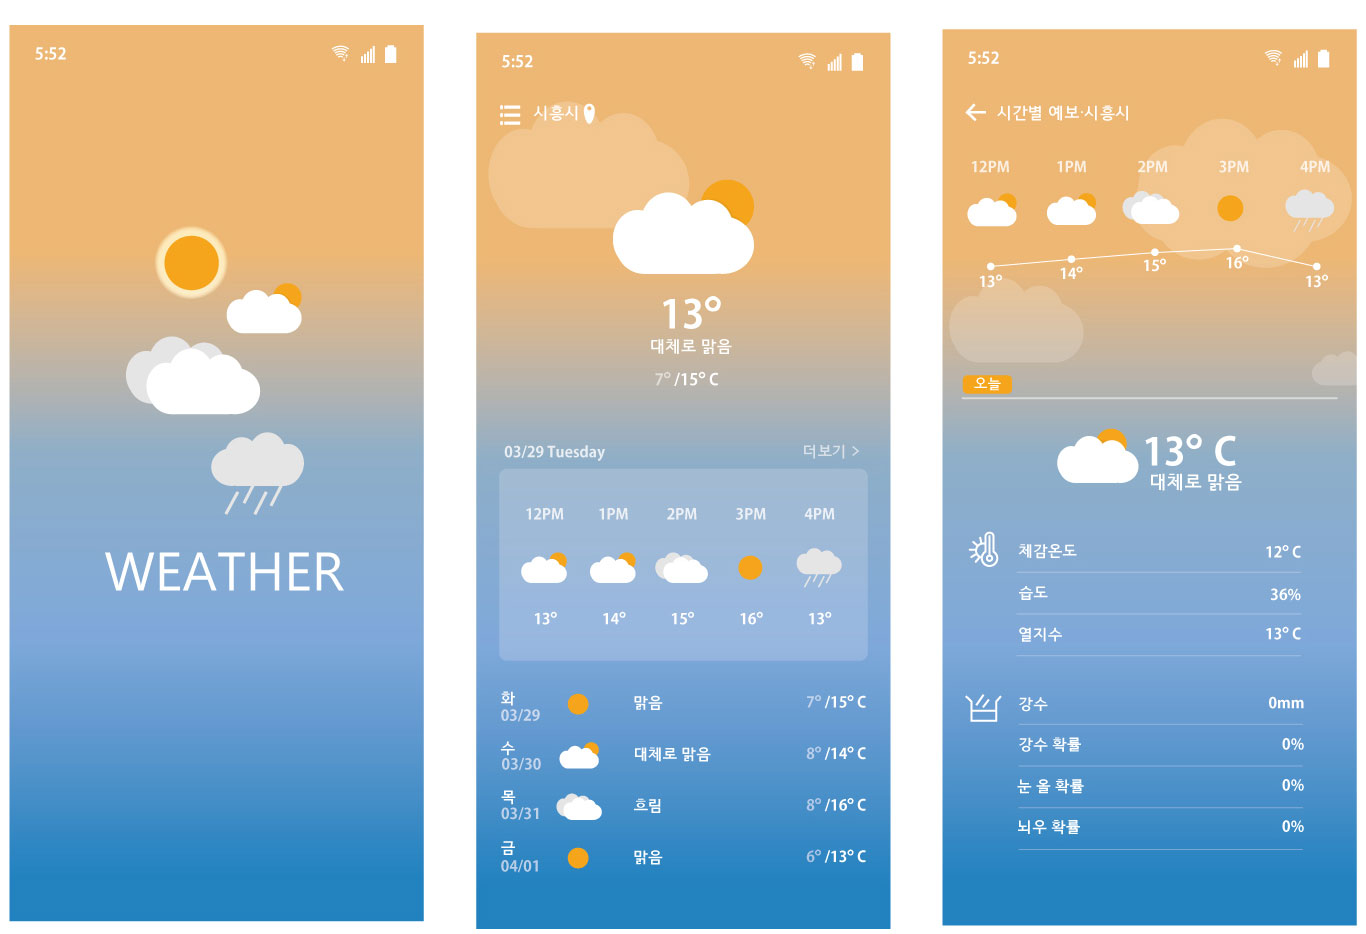 5:52
WEATHER
5:52
시흥시
13°
대체로 맑음
7° /15° C
03/29 Tuesday 더보기 >
12PM 1PM 2PM 3PM 4PM
13° 14° 15° 16° 13°
화
03/29 맑음 7° /15° C
수
03/30 대체로 맑음 8° /14° C
목
03/31 흐림 8° /16° C
금
04/01 맑음 6° /13° C
5:52
시간별 예보·시흥시
12PM 1PM 2PM 3PM 4PM
13° 14° 15° 16° 13°
오늘
13° C
대체로 맑음
체감온도 12° C
습도 36%
열지수 13° C
강수 0mm
강수 확률 0%
눈 올 확률 0%
뇌우 확률 0%